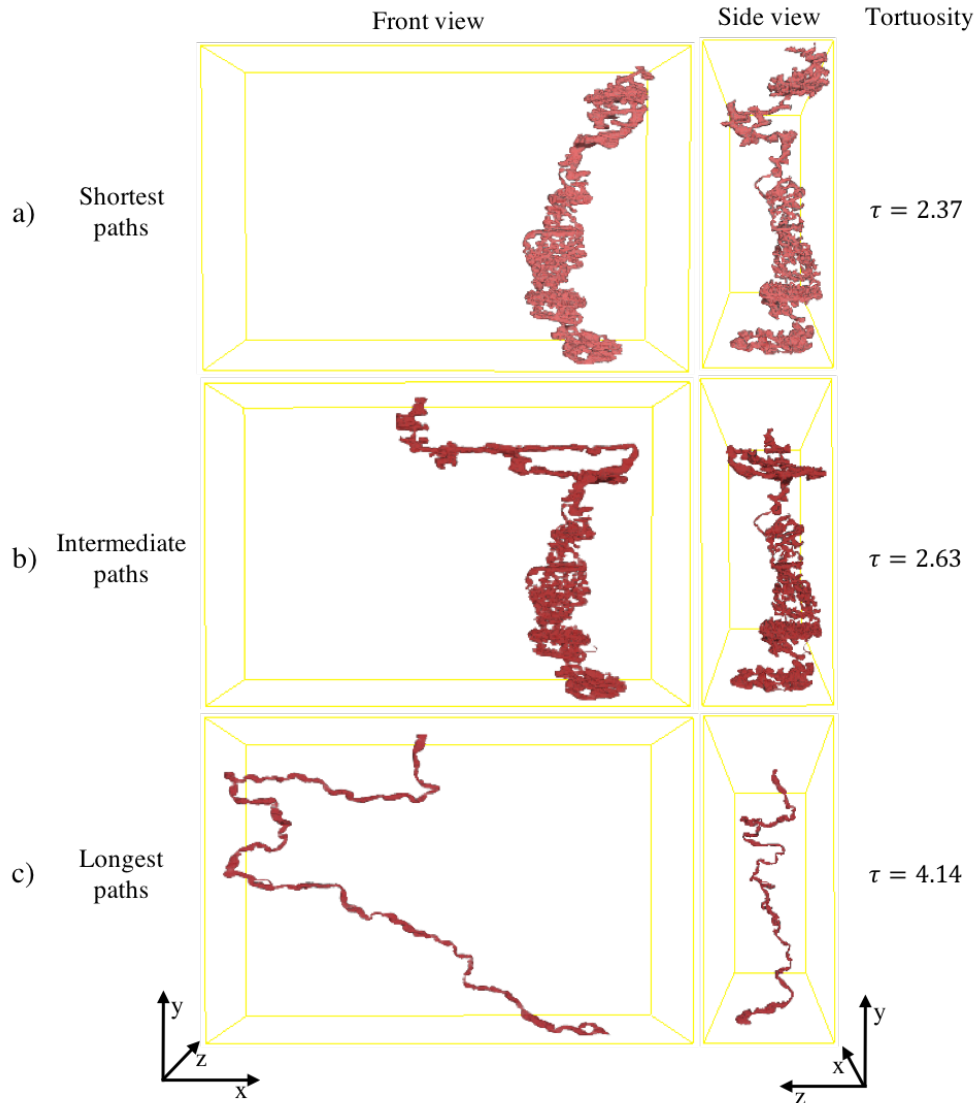 Front view
Side view
Tortuosity
a)
Shortest
paths
τ = 2.37
b)
Intermediate
paths
τ = 2.63
c)
Longest
paths
τ = 4.14
y
z
x
y
x
z